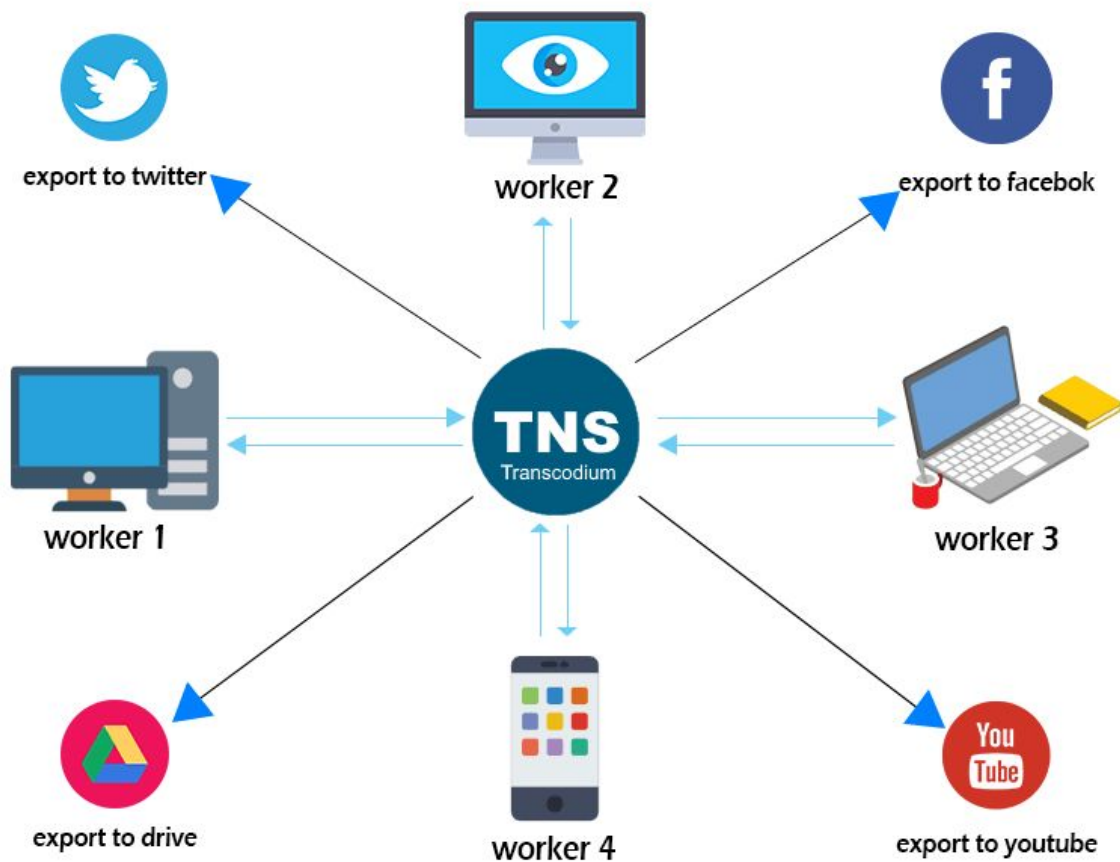 export to twitter
worker 2
export to facebok
worker 1
TNS
Transcodium
worker 3
export to drive
worker 4
You
Tube
export to youtube